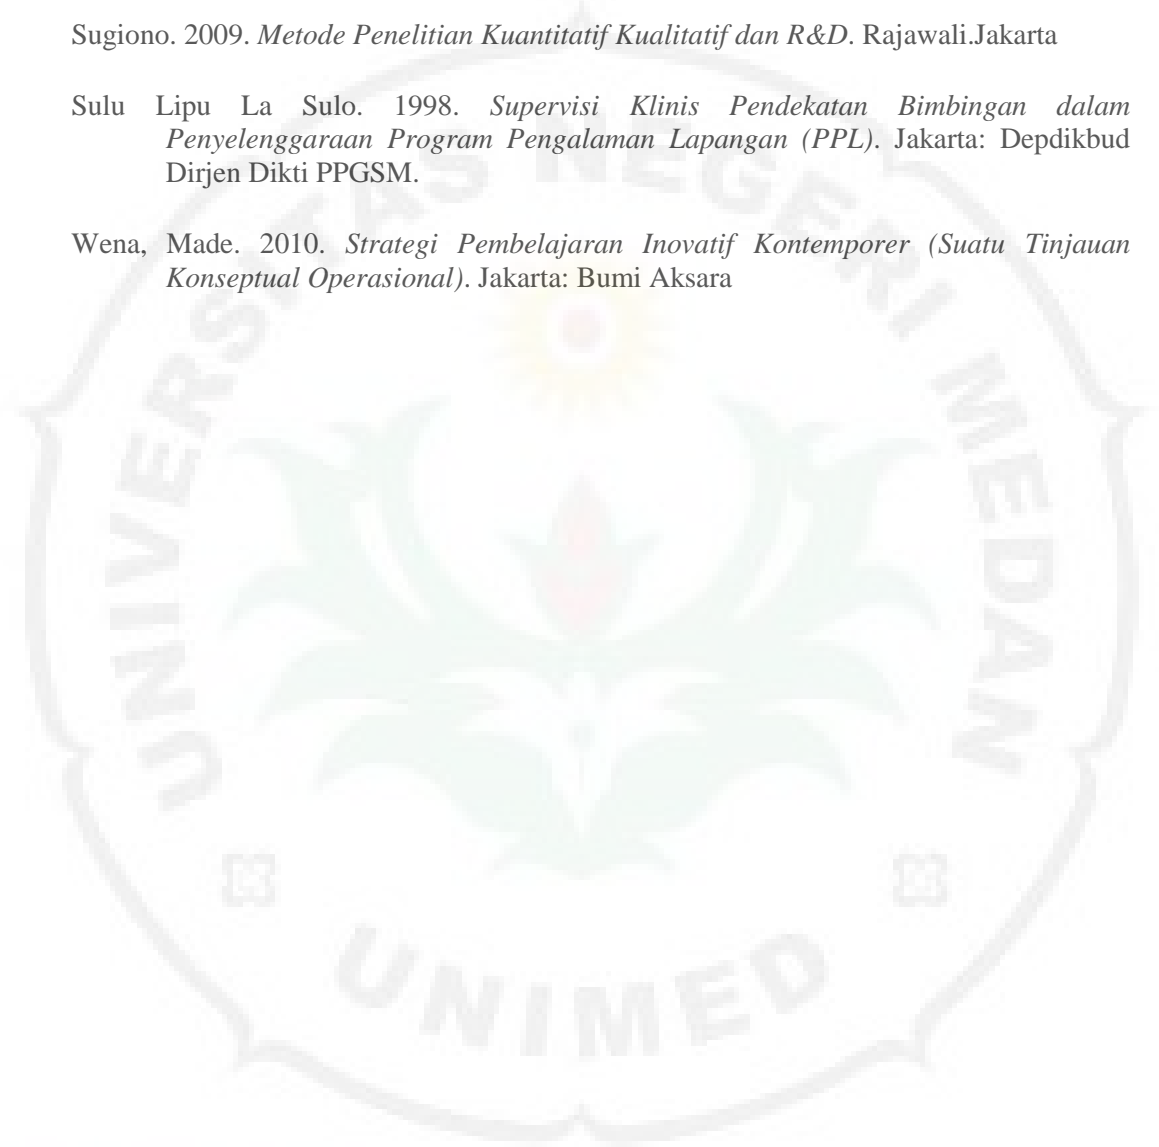 Sugiono. 2009. Metode Penelitian Kuantitatif Kualitatif dan R&D. Rajawali.Jakarta
Sulu Lipu La Sulo. 1998. Supervisi Klinis Pendekatan Bimbingan dalam
Penyelenggaraan Program Pengalaman Lapangan (PPL). Jakarta: Depdikbud
Dirjen Dikti PPGSM.
Wena, Made. 2010. Strategi Pembelajaran Inovatif Kontemporer (Suatu Tinjauan
Konseptual Operasional). Jakarta: Bumi Aksara
UNIVERSITAS NEGERI MEDAN
UNIMED